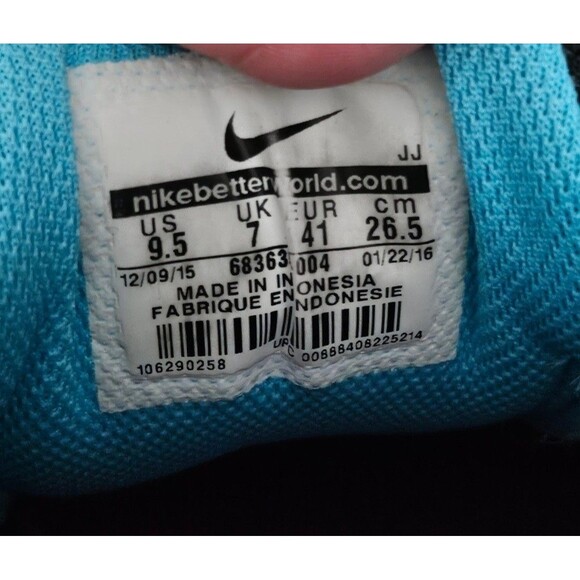 JJ
nikebetterworld.com
US UK EUR cm
9.5 7 41 26.5
12/09/15 68363 004 01/22/16
MADE IN INDONESIA
FABRIQUE EN INDONESIE
106290258 00888408225214